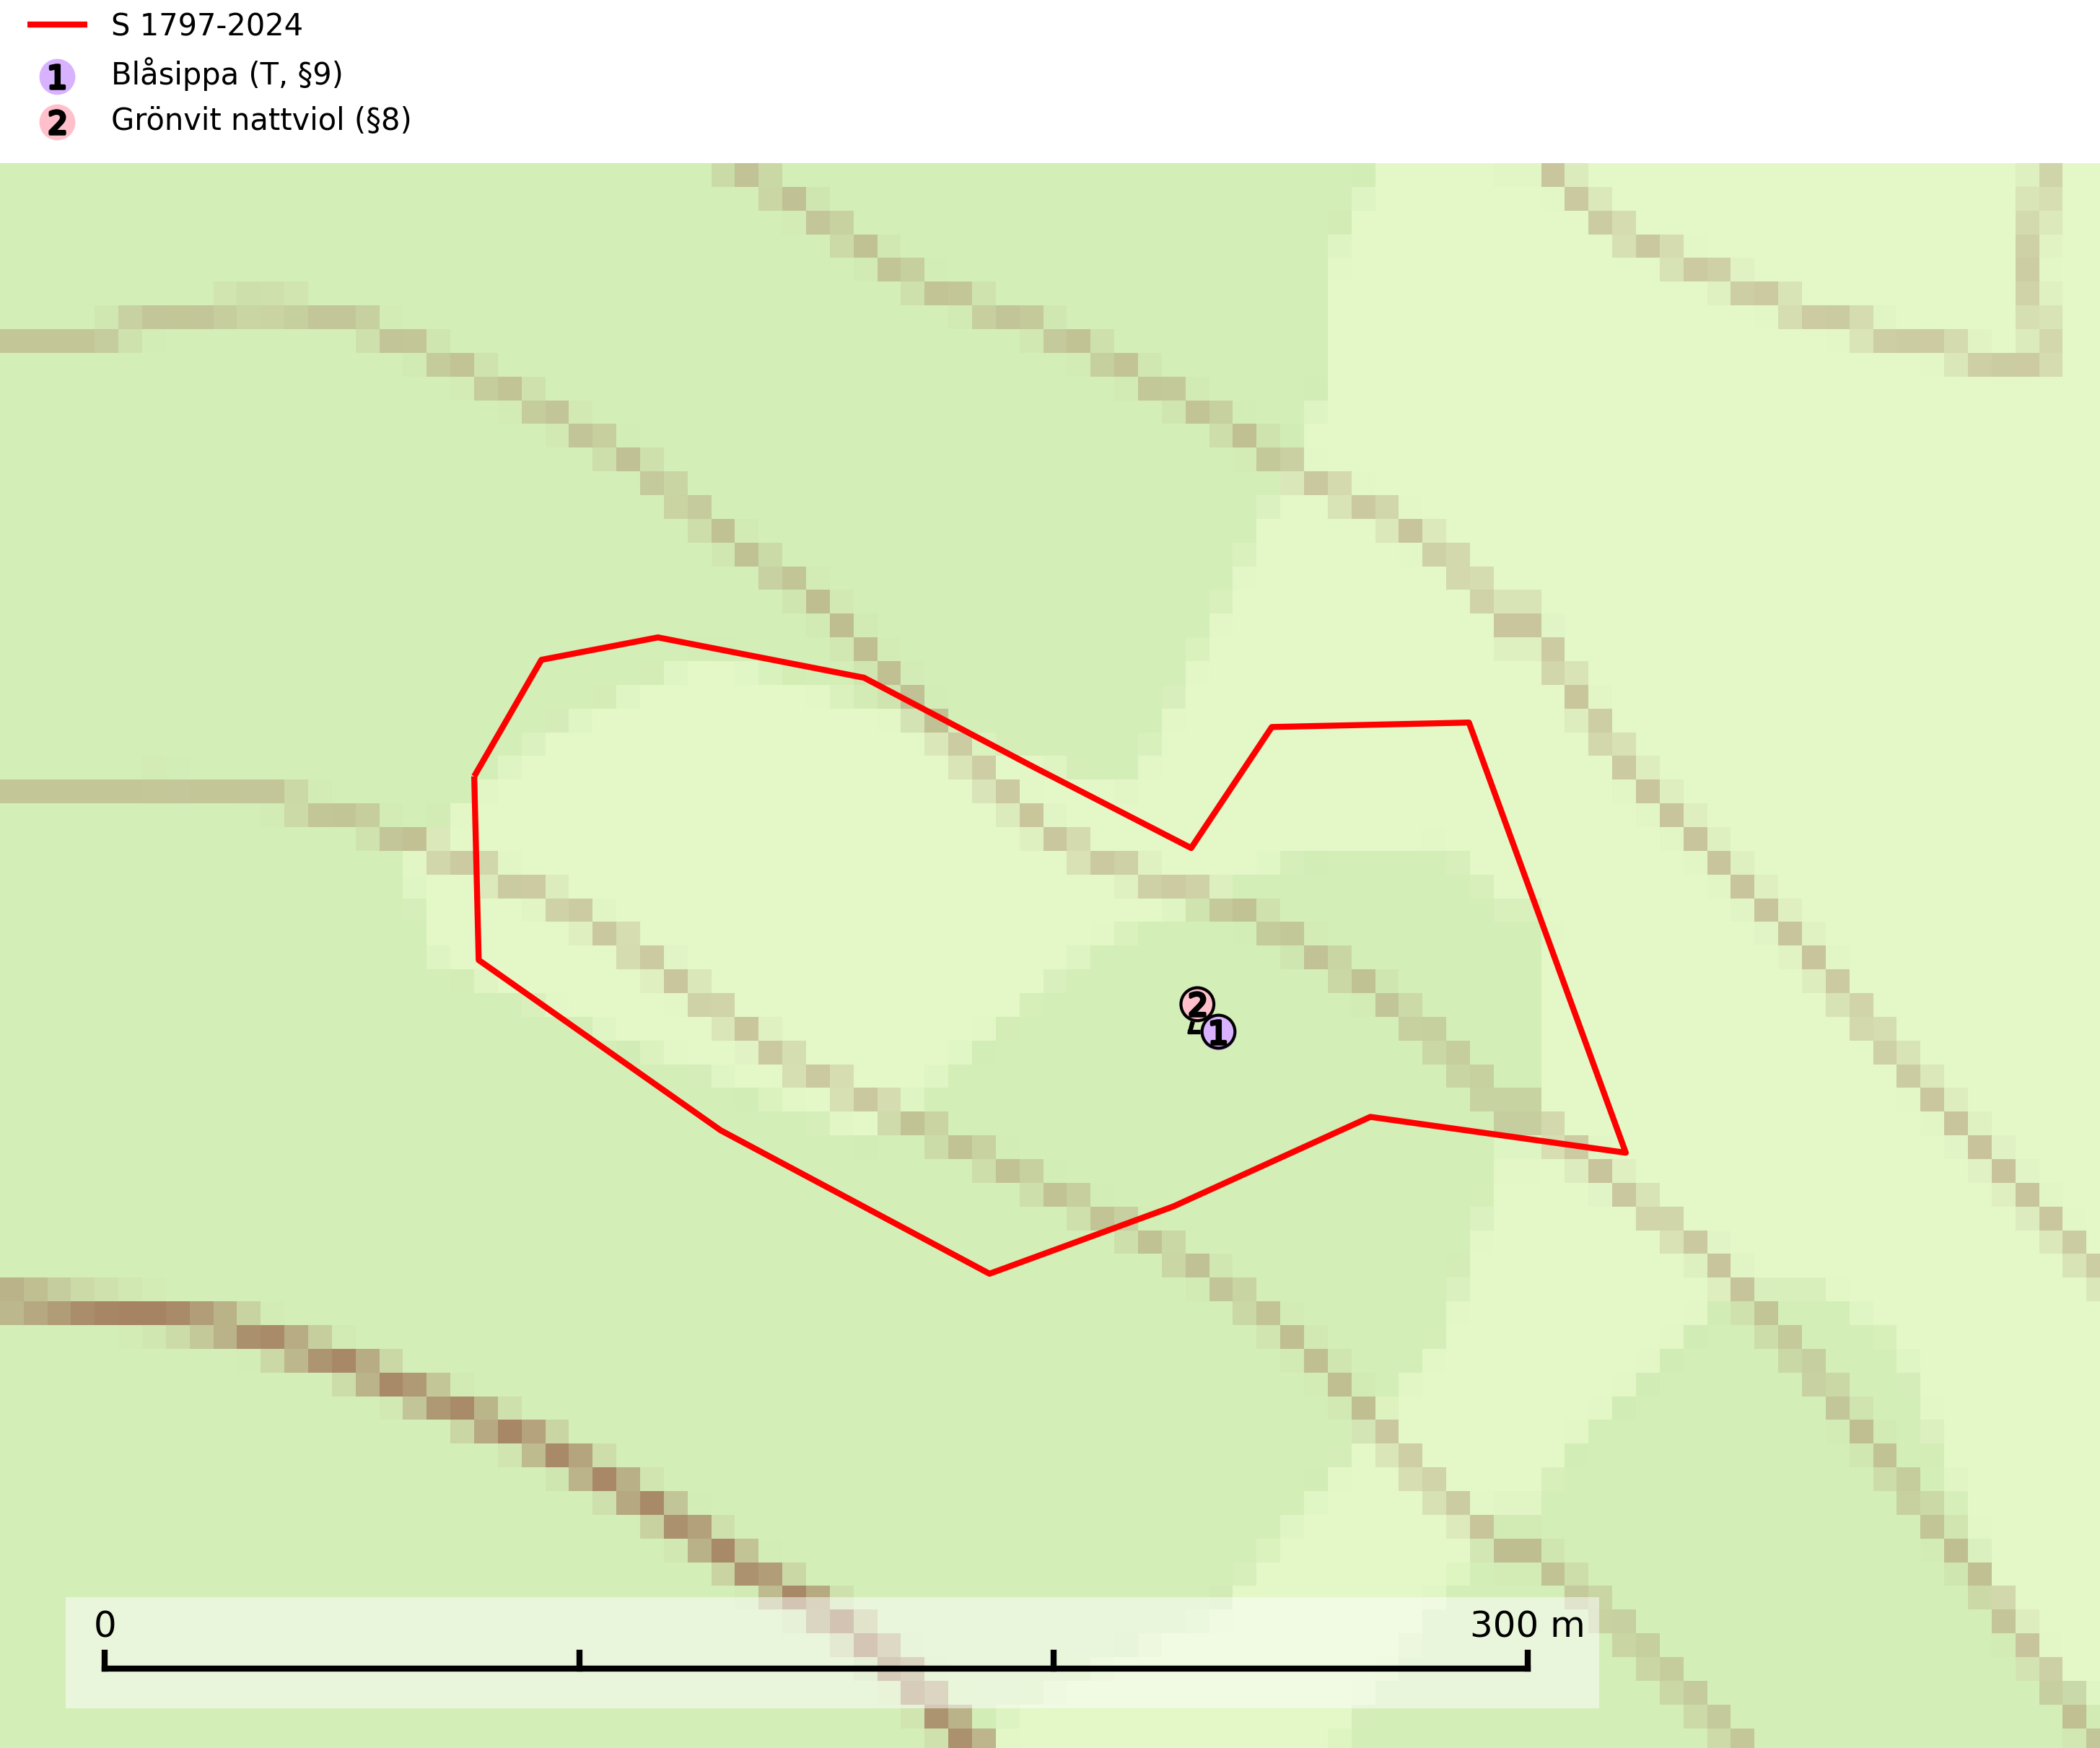 S 1797-2024
1 Blåsippa (T, §9)
2 Grönvit nattviol (§8)
2
1
0 300 m